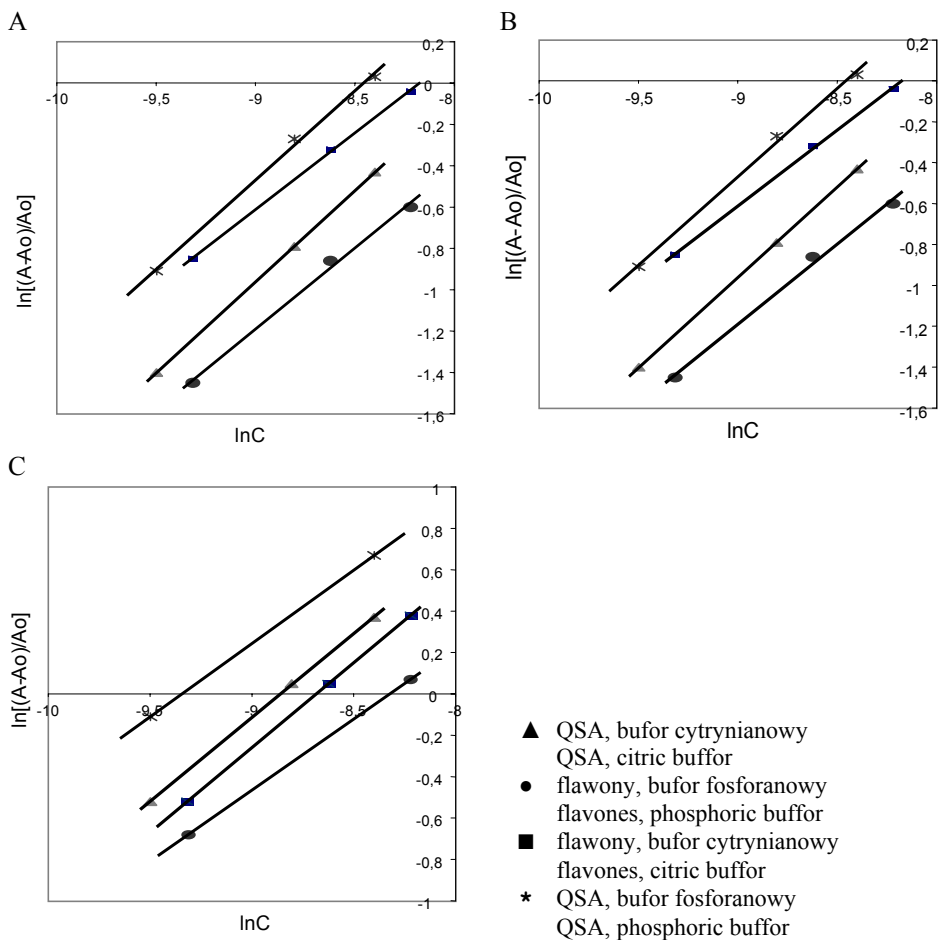 A
0,2
0
-10
-9,5
-9
-8,5
-8
-0,2
-0,4
-0,6
-0,8
-1
-1,2
-1,4
-1,6
ln[(A-Ao)/Ao]
lnC
B
0,2
0
-10
-9,5
-9
-8,5
-8
-0,2
-0,4
-0,6
-0,8
-1
-1,2
-1,4
-1,6
ln[(A-Ao)/Ao]
lnC
C
1
0,8
0,6
0,4
0,2
0
-10
-9,5
-9
-8,5
-8
-0,2
-0,4
-0,6
-0,8
-1
ln[(A-Ao)/Ao]
lnC
QSA, bufor cytrynianowy
QSA, citric buffor
flawony, bufor fosforanowy
flavones, phosphoric buffor
flawony, bufor cytrynianowy
flavones, citric buffor
QSA, bufor fosforanowy
QSA, phosphoric buffor